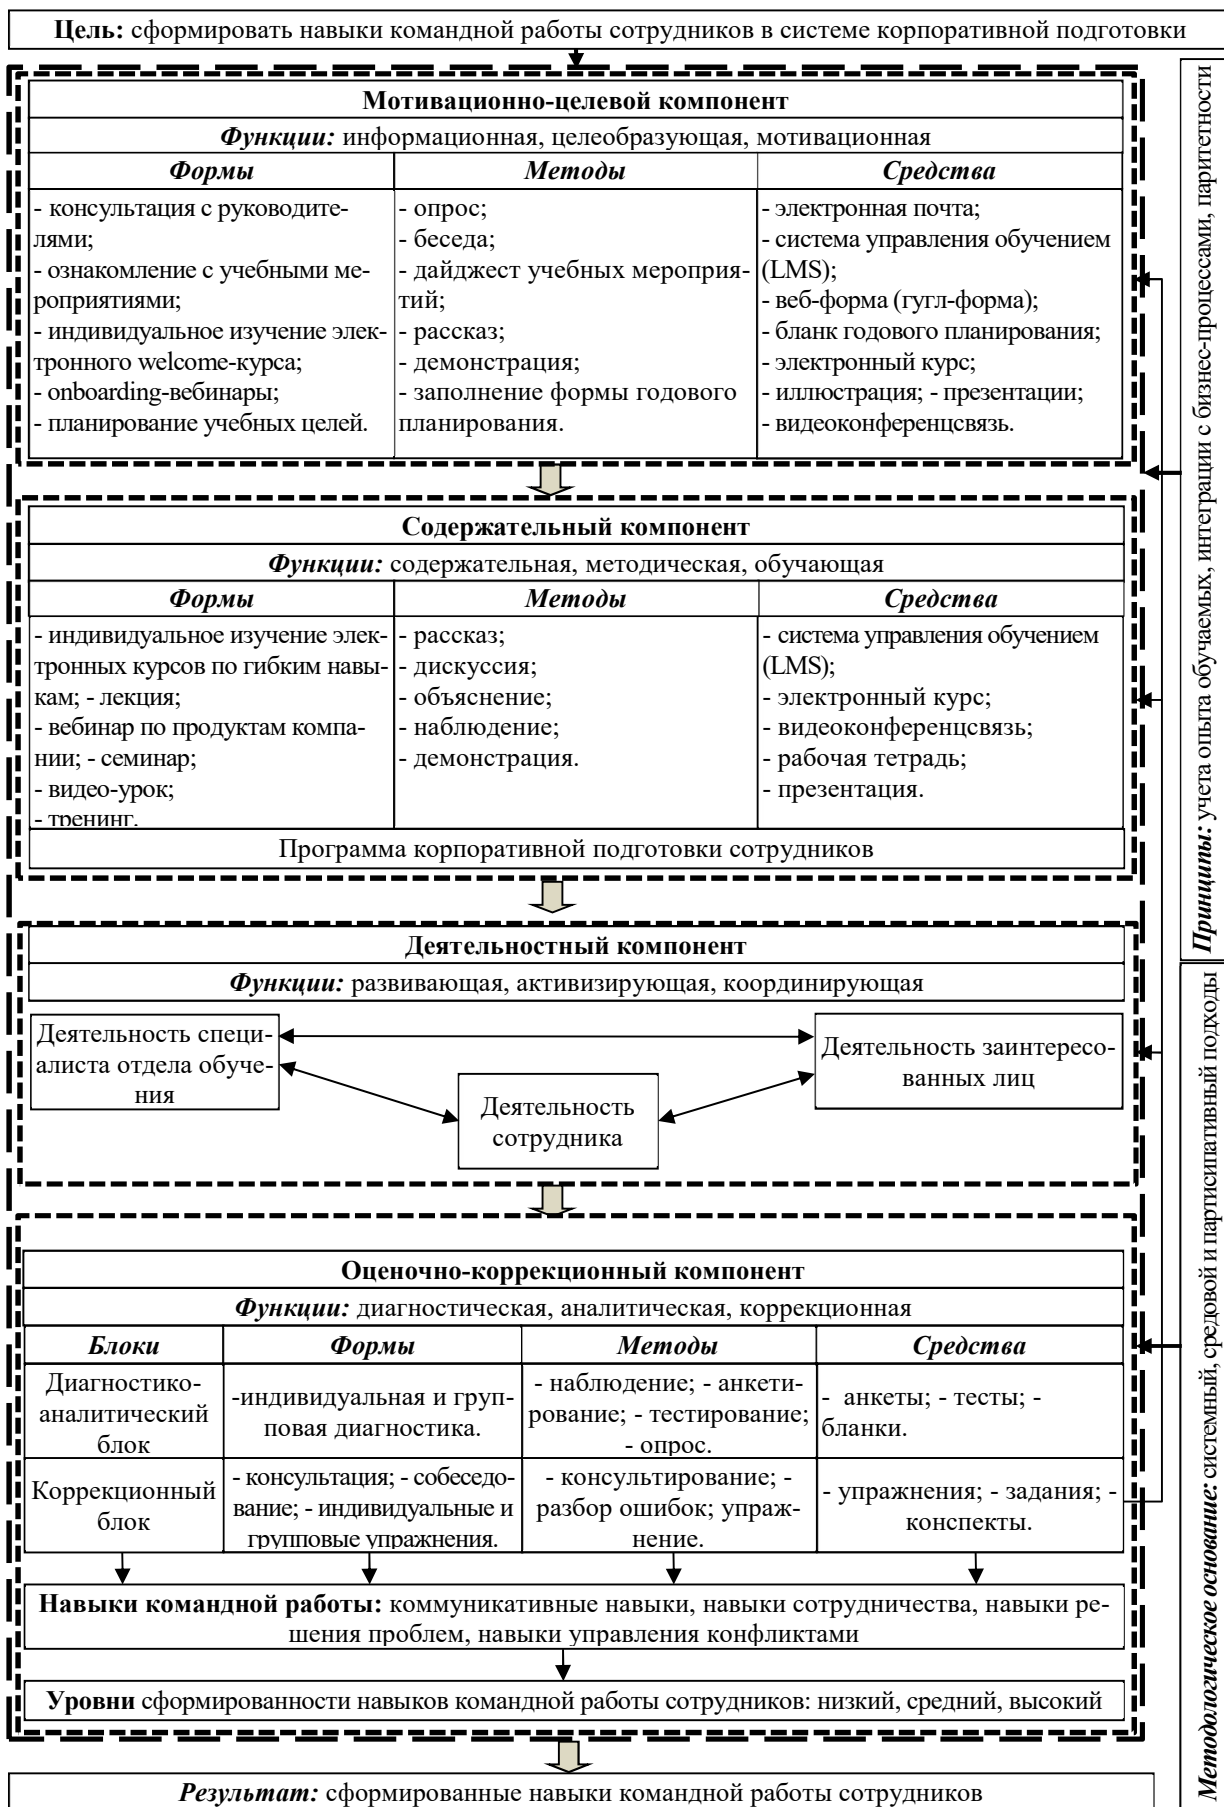 Цель: сформировать навыки командной работы сотрудников в системе корпоративной подготовки
Мотивационно-целевой компонент
Функции: информационная, целеобразующая, мотивационная
Формы
Методы
Средства
- консультация с руководите-
лями;
- ознакомление с учебными ме-
роприятиями;
- индивидуальное изучение элек-
тронного welcome-курса;
- onboarding-вебинары;
- планирование учебных целей.
- опрос;
- беседа;
- дайджест учебных мероприя-
тий;
- рассказ;
- демонстрация;
- заполнение формы годового
планирования.
- электронная почта;
- система управления обучением
(LMS);
- веб-форма (гугл-форма);
- бланк годового планирования;
- электронный курс;
- иллюстрация; - презентации;
- видеоконференцсвязь.
Содержательный компонент
Функции: содержательная, методическая, обучающая
Формы
Методы
Средства
- индивидуальное изучение элек-
тронных курсов по гибким навы-
кам; - лекция;
- вебинар по продуктам компа-
нии; - семинар;
- видео-урок;
- тренинг.
- рассказ;
- дискуссия;
- объяснение;
- наблюдение;
- демонстрация.
- система управления обучением
(LMS);
- электронный курс;
- видеоконференцсвязь;
- рабочая тетрадь;
- презентация.
Программа корпоративной подготовки сотрудников
Деятельностный компонент
Функции: развивающая, активизирующая, координирующая
Деятельность специ-
алиста отдела обуче-
ния
Деятельность
сотрудника
Деятельность заинтересо-
ванных лиц
Оценочно-коррекционный компонент
Функции: диагностическая, аналитическая, коррекционная
Блоки
Формы
Методы
Средства
Диагностико-
аналитический
блок
-индивидуальная и груп-
повая диагностика.
- наблюдение; - анкети-
рование; - тестирование;
- опрос.
- анкеты; - тесты; -
бланки.
Коррекционный
блок
- консультация; - собеседо-
вание; - индивидуальные и
групповые упражнения.
- консультирование; -
разбор ошибок; упраж-
нение.
- упражнения; - задания; -
конспекты.
Навыки командной работы: коммуникативные навыки, навыки сотрудничества, навыки ре-
шения проблем, навыки управления конфликтами
Уровни сформированности навыков командной работы сотрудников: низкий, средний, высокий
Результат: сформированные навыки командной работы сотрудников
Принципы: учета опыта обучаемых, интеграции с бизнес-процессами, паритетности
Методологическое основание: системный, средовой и партисипативный подходы